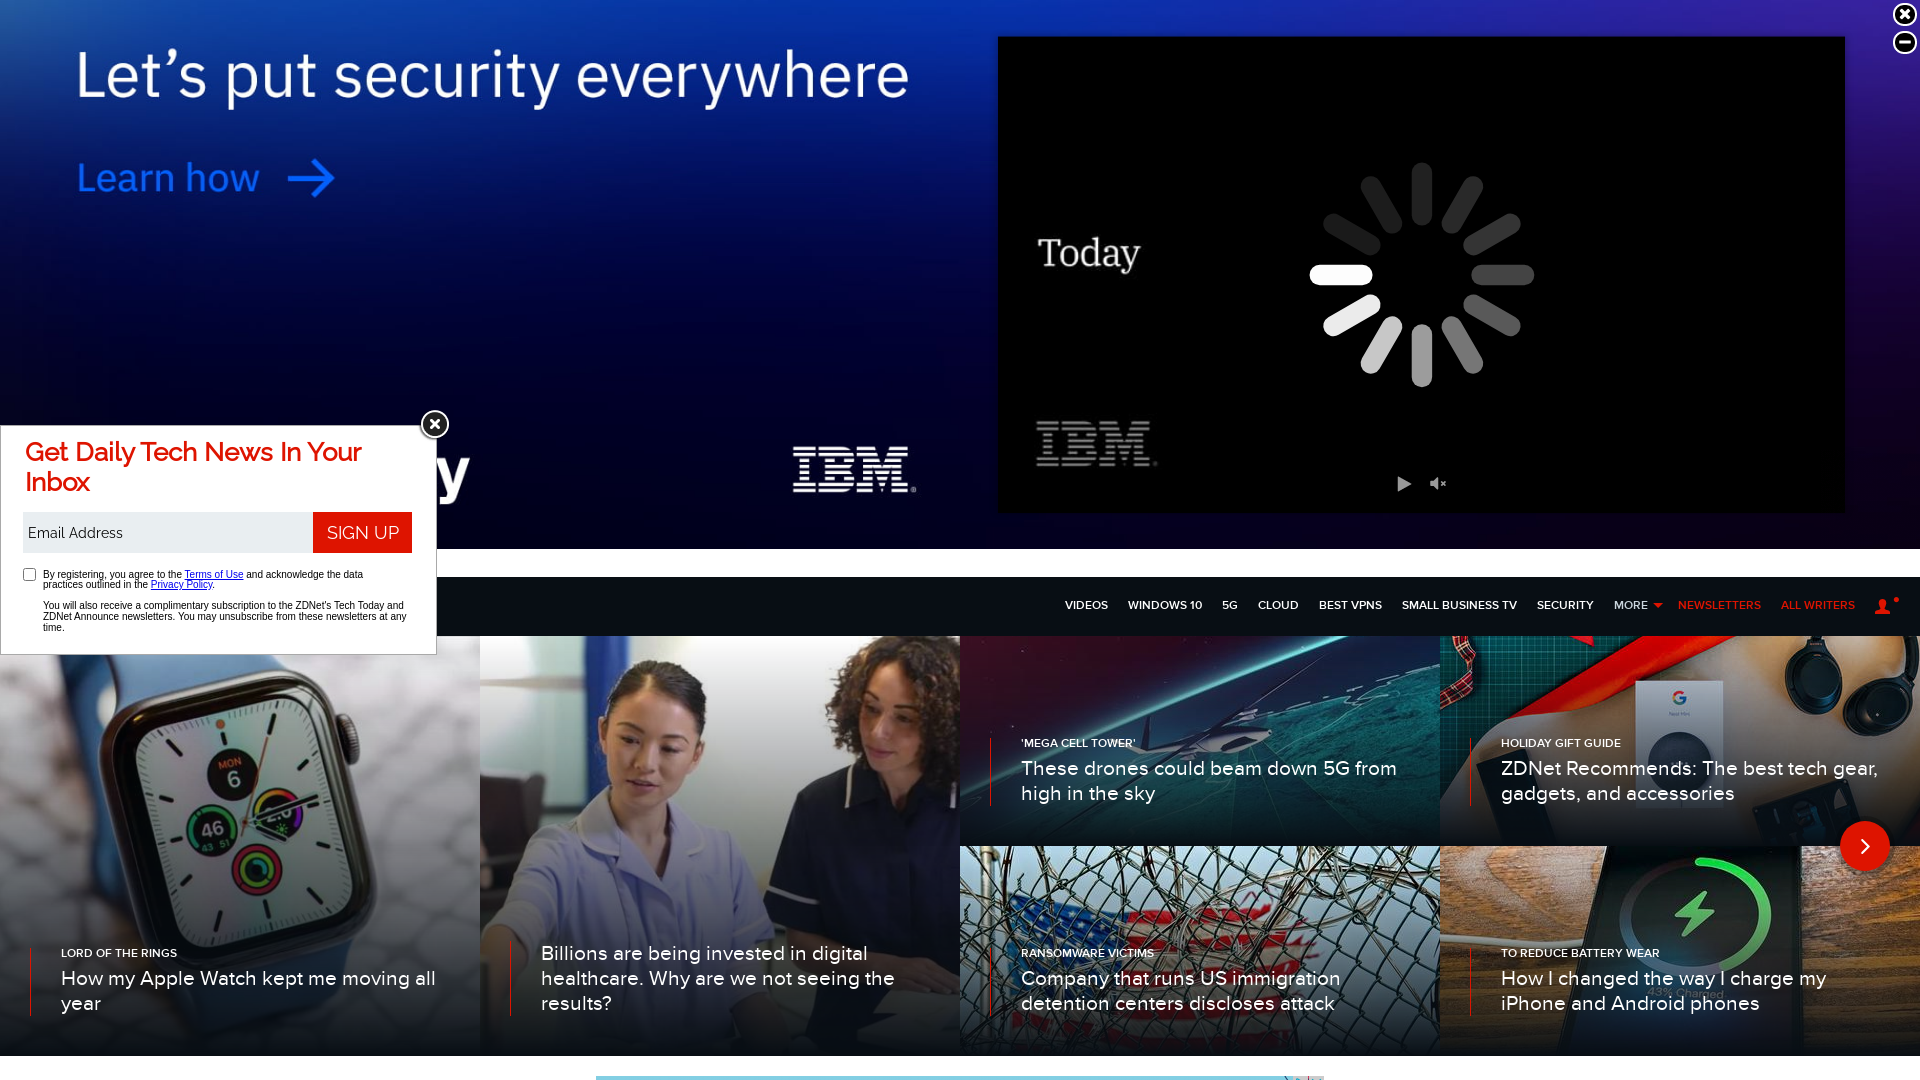 Let's put security everywhere
Learn how
Today
IBM
y
IBM
Get Daily Tech News In Your
Inbox
Email Address
SIGN UP
By registering, you agree to the Terms of Use and acknowledge the data
practices outlined in the Privacy Policy.
You will also receive a complimentary subscription to the ZDNet's Tech Today and
ZDNet Announce newsletters. You may unsubscribe from these newsletters at any
time.
VIDEOS WINDOWS 10 5G CLOUD BEST VPNS SMALL BUSINESS TV SECURITY MORE NEWSLETTERS ALL WRITERS
MON
6
46
43 51
LORD OF THE RINGS
How my Apple Watch kept me moving all
year
Billions are being invested in digital
healthcare. Why are we not seeing the
results?
'MEGA CELL TOWER'
These drones could beam down 5G from
high in the sky
G
HOLIDAY GIFT GUIDE
ZDNet Recommends: The best tech gear,
gadgets, and accessories
RANSOMWARE VICTIMS
Company that runs US immigration
detention centers discloses attack
TO REDUCE BATTERY WEAR
How I changed the way I charge my
iPhone and Android phones
43% Charged